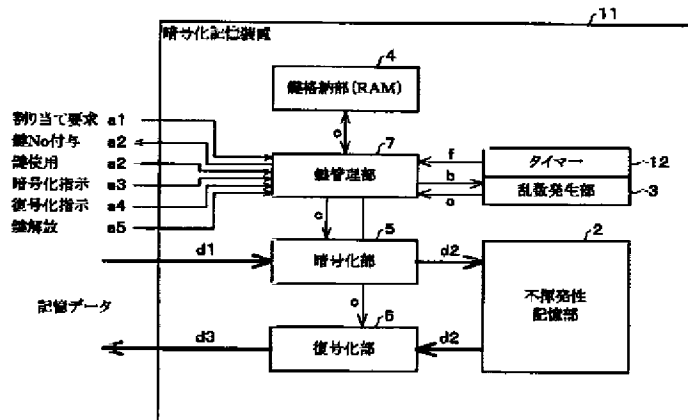 11
暗号化記憶装置
4
鍵格納部(RAM)
割り当て要求 a1
鍵No付与 a2
鍵使用 a2
暗号化指示 a3
復号化指示 a4
鍵解放 a5
c
7
鍵管理部
f
b
c
タイマー
12
乱数発生部
3
c
5
2
d1
暗号化部
d2
不揮発性
記憶部
記憶データ
c
6
d3
復号化部
d2